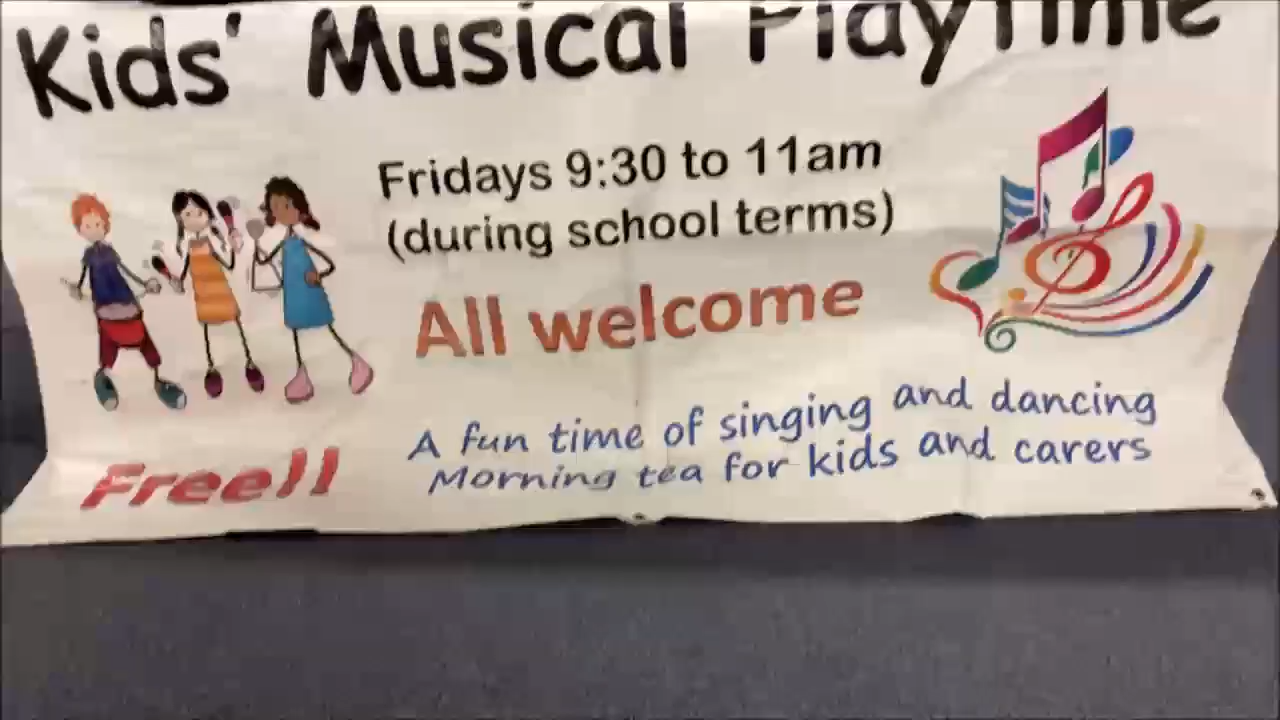 Kids' Musical Playtime
Fridays 9:30 to 11am
(during school terms)
All welcome
A fun time of singing and dancing
Morning tea for kids and carers
Free!!